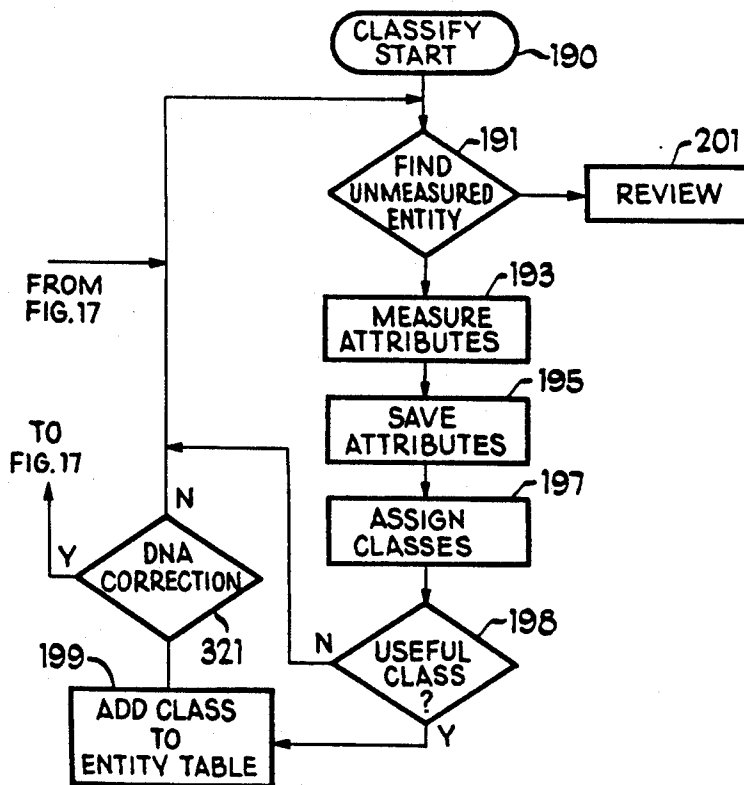 CLASSIFY
START
190
191
FIND
UNMEASURED
ENTITY
201
REVIEW
FROM
FIG.17
193
MEASURE
ATTRIBUTES
195
SAVE
ATTRIBUTES
TO
FIG.17
197
ASSIGN
CLASSES
N
Y
DNA
CORRECTION
321
198
N
USEFUL
CLASS
?
Y
199
ADD CLASS
TO
ENTITY TABLE